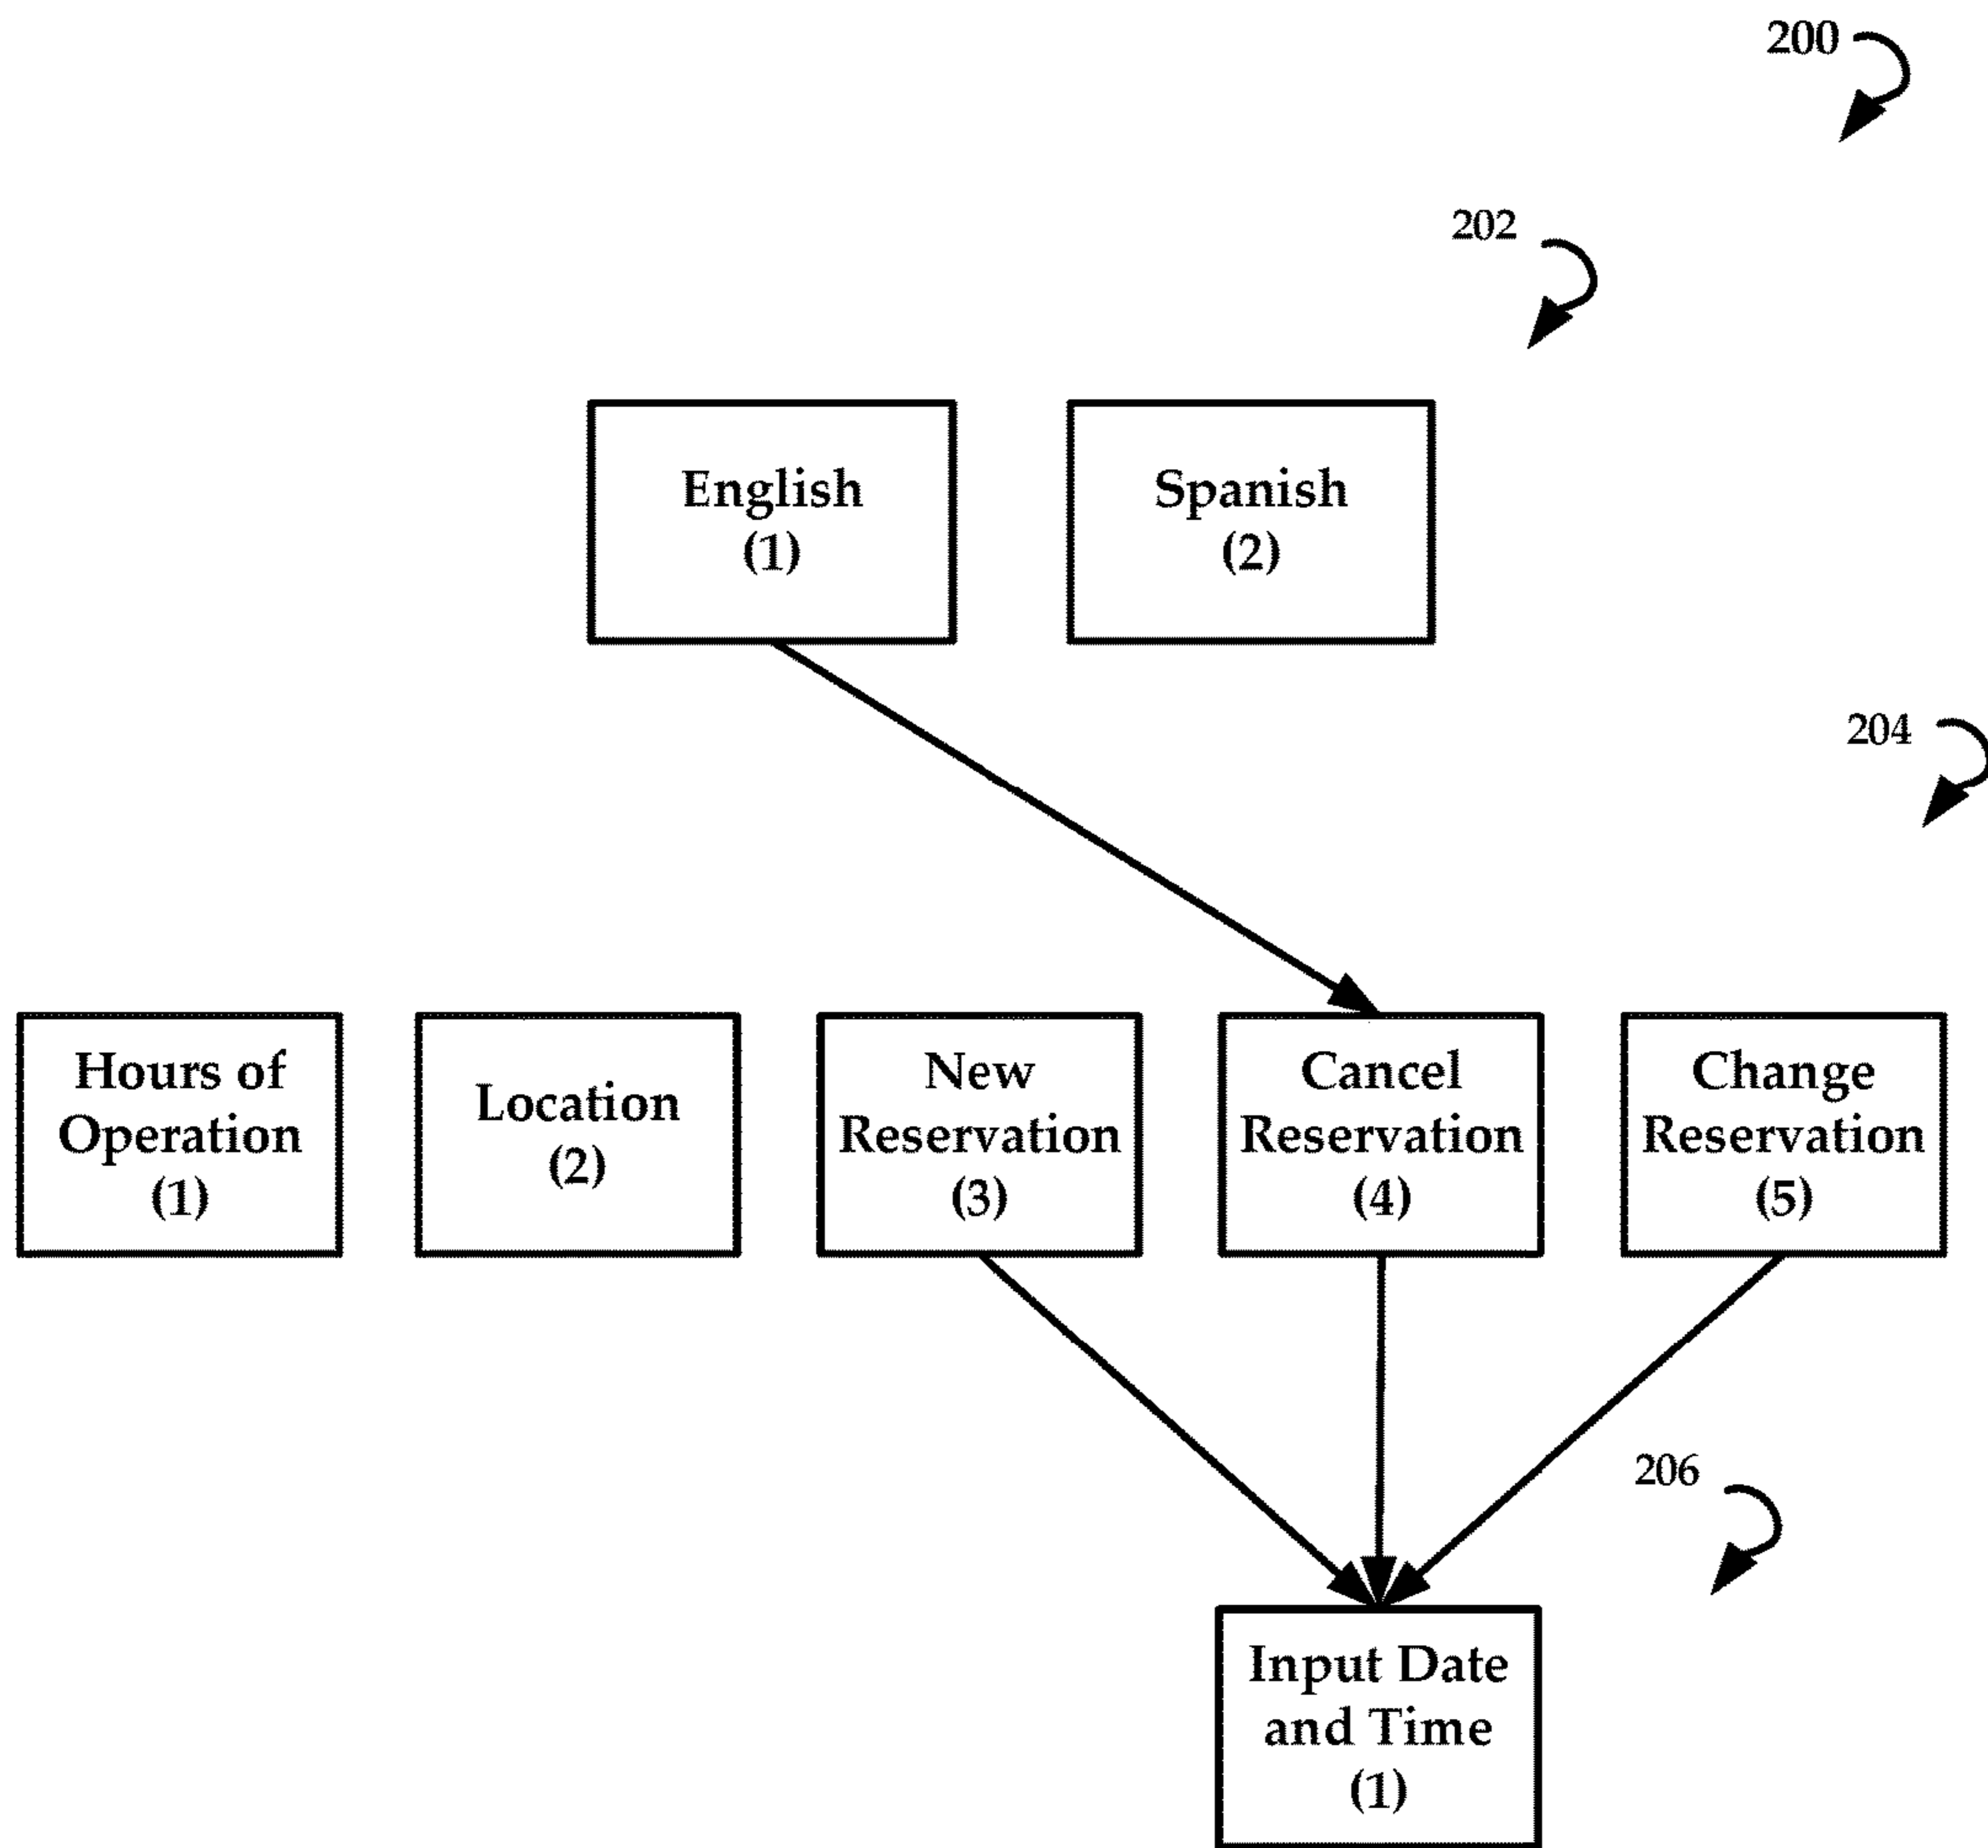 200
202
English
(1)
Spanish
(2)
204
Hours of
Operation
(1)
Location
(2)
New
Reservation
(3)
Cancel
Reservation
(4)
Change
Reservation
(5)
206
Input Date
and Time
(1)